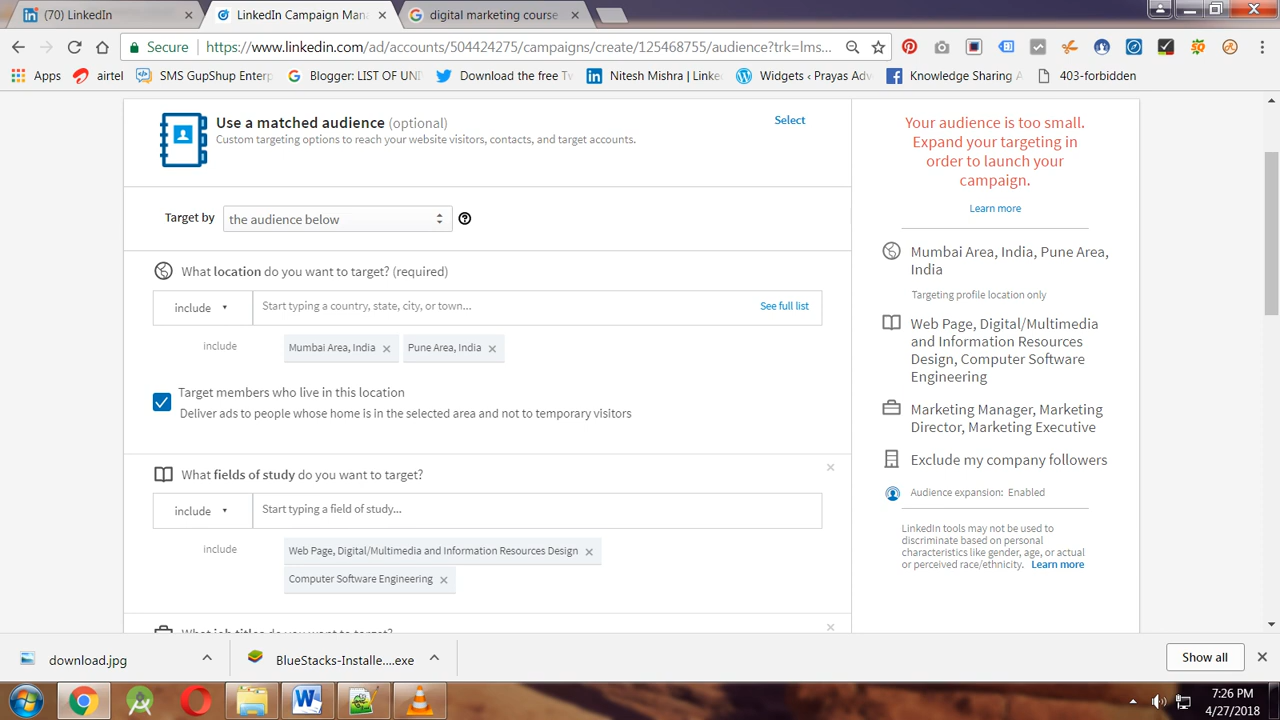 (70) LinkedIn
LinkedIn Campaign Man
digital marketing course
Secure
https://www.linkedin.com/ad/accounts/504424275/campaigns/create/125468755/audience?trk=lms...
Apps
airtel
SMS GupShup Enterp
Blogger: LIST OF UNI
Download the free Tw
Nitesh Mishra | Linke
Widgets ‹ Prayas Adv
Knowledge Sharing A
403-forbidden
Use a matched audience (optional)
Select
Custom targeting options to reach your website visitors, contacts, and target accounts.
Target by
the audience below
What location do you want to target? (required)
include
Start typing a country, state, city, or town...
See full list
include
Mumbai Area, India
Pune Area, India
Target members who live in this location
Deliver ads to people whose home is in the selected area and not to temporary visitors
What fields of study do you want to target?
include
Start typing a field of study...
include
Web Page, Digital/Multimedia and Information Resources Design
Computer Software Engineering
What job titles do you want to target?
Your audience is too small.
Expand your targeting in
order to launch your
campaign.
Learn more
Mumbai Area, India, Pune Area,
India
Targeting profile location only
Web Page, Digital/Multimedia
and Information Resources
Design, Computer Software
Engineering
Marketing Manager, Marketing
Director, Marketing Executive
Exclude my company followers
Audience expansion: Enabled
LinkedIn tools may not be used to
discriminate based on personal
characteristics like gender, age, or actual
or perceived race/ethnicity. Learn more
download.jpg
BlueStacks-Installe....exe
Show all
7:26 PM
4/27/2018